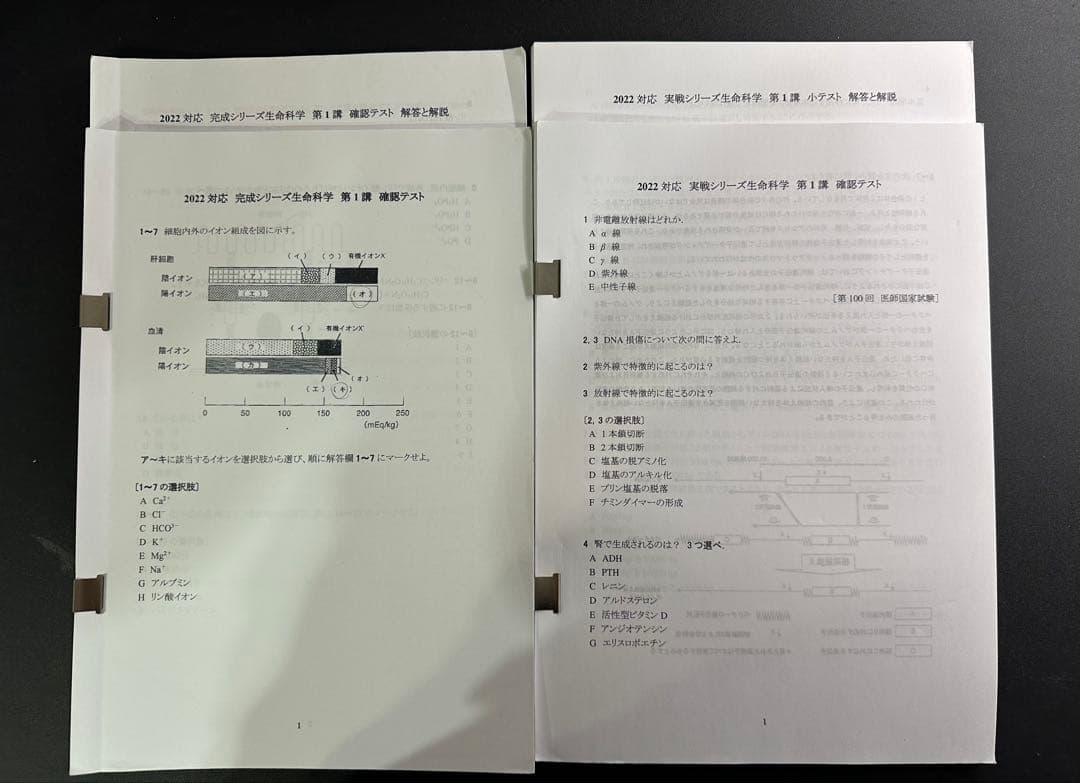 2022 対応 完成シリーズ生命科学 第1講 確認テスト 解答と解説
2022 対応 完成シリーズ生命科学 第1講 確認テスト
1～7 細胞内外のイオン組成を図に示す。
肝細胞
（イ） （ウ） 有機イオンX
陰イオン （ア）
陽イオン （エ） （オ）
血清
（イ） 有機イオンX'
陰イオン （ウ）
陽イオン （カ）
（オ）
（エ） （キ）
0 50 100 150 200 250
(mEq/kg)
ア～キに該当するイオンを選択肢から選び、順に解答欄 1～7 にマークせよ。
［1～7 の選択肢］
A Ca²⁺
B Cl⁻
C HCO³⁻
D K⁺
E Mg²⁺
F Na⁺
G アルブミン
H リン酸イオン
1
2022 対応 実戦シリーズ生命科学 第1講 小テスト 解答と解説
2022 対応 実戦シリーズ生命科学 第1講 確認テスト
1 非電離放射線はどれか.
A α 線
B β 線
C γ 線
D 紫外線
E 中性子線
［第 100 回 医師国家試験］
2, 3 DNA 損傷について次の問に答えよ.
2 紫外線で特徴的に起こるのは？
3 放射線で特徴的に起こるのは？
［2, 3 の選択肢］
A 1 本鎖切断
B 2 本鎖切断
C 塩基の脱アミノ化
D 塩基のアルキル化
E プリン塩基の脱落
F チミンダイマーの形成
4 腎で生成されるのは？ 3 つ選べ.
A ADH
B PTH
C レニン
D アルドステロン
E 活性型ビタミン D
F アンジオテンシン
G エリスロポエチン
1